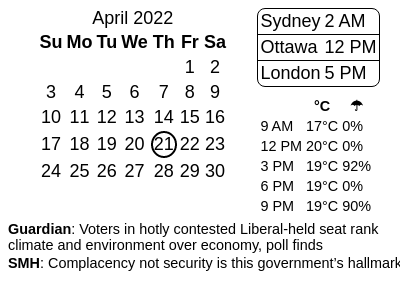 April 2022
Su Mo Tu We Th Fr Sa
1 2
3 4 5 6 7 8 9
10 11 12 13 14 15 16
17 18 19 20 21 22 23
24 25 26 27 28 29 30
Sydney 2 AM
Ottawa 12 PM
London 5 PM
°C ☂
9 AM 17°C 0%
12 PM 20°C 0%
3 PM 19°C 92%
6 PM 19°C 0%
9 PM 19°C 90%
Guardian: Voters in hotly contested Liberal-held seat rank
climate and environment over economy, poll finds
SMH: Complacency not security is this government’s hallmark